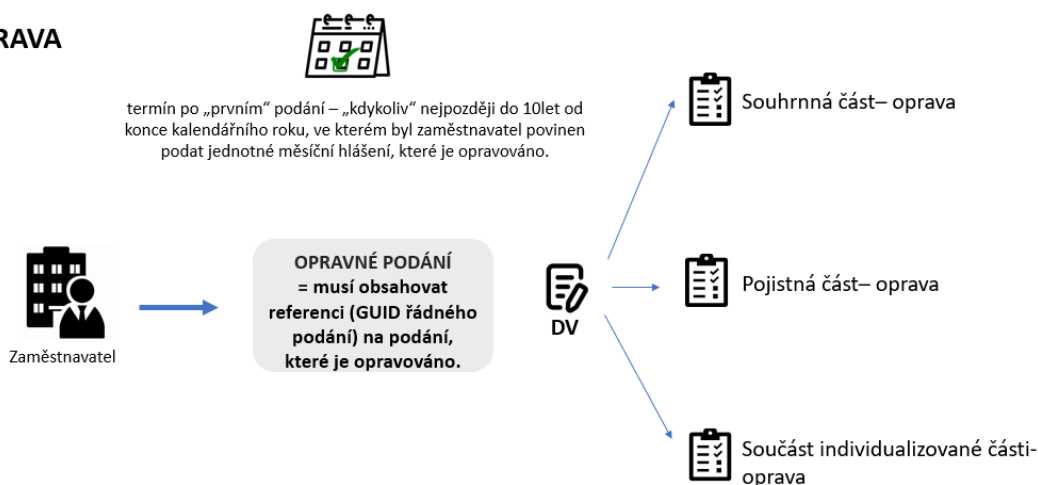 RAVA
termín po „prvním“ podání – „kdykoliv“ nejpozději do 10let od
konce kalendářního roku, ve kterém byl zaměstnavatel povinen
podat jednotné měsíční hlášení, které je opravováno.
Souhrnná část– oprava
Zaměstnavatel
OPRAVNÉ PODÁNÍ
= musí obsahovat
referenci (GUID řádného
podání) na podání,
které je opravováno.
DV
Pojistná část– oprava
Součást individualizované části-
oprava